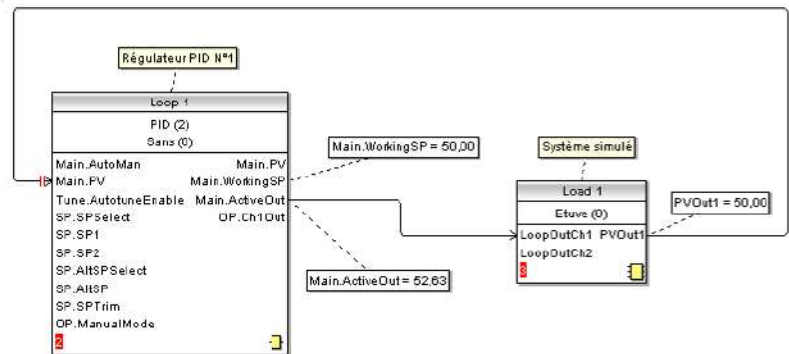 Régulateur PID N°1
Loop 1
PID (2)
Sans (0)
Main.AutoMan Main.PV
Main.PV Main.WorkingSP
Tune.AutotuneEnable Main.ActiveOut
SP.SPSelect OP.Ch1Out
SP.SP1
SP.SP2
SP.AltSPSelect
SP.AltSP
SP.SPTrim
OP.ManualMode
2
Main.WorkingSP = 50,00
Main.ActiveOut = 52,63
Système simulé
Load 1
Etuve (0)
LoopOutCh1 PVOut1
LoopOutCh2
3
PVOut1 = 50,00